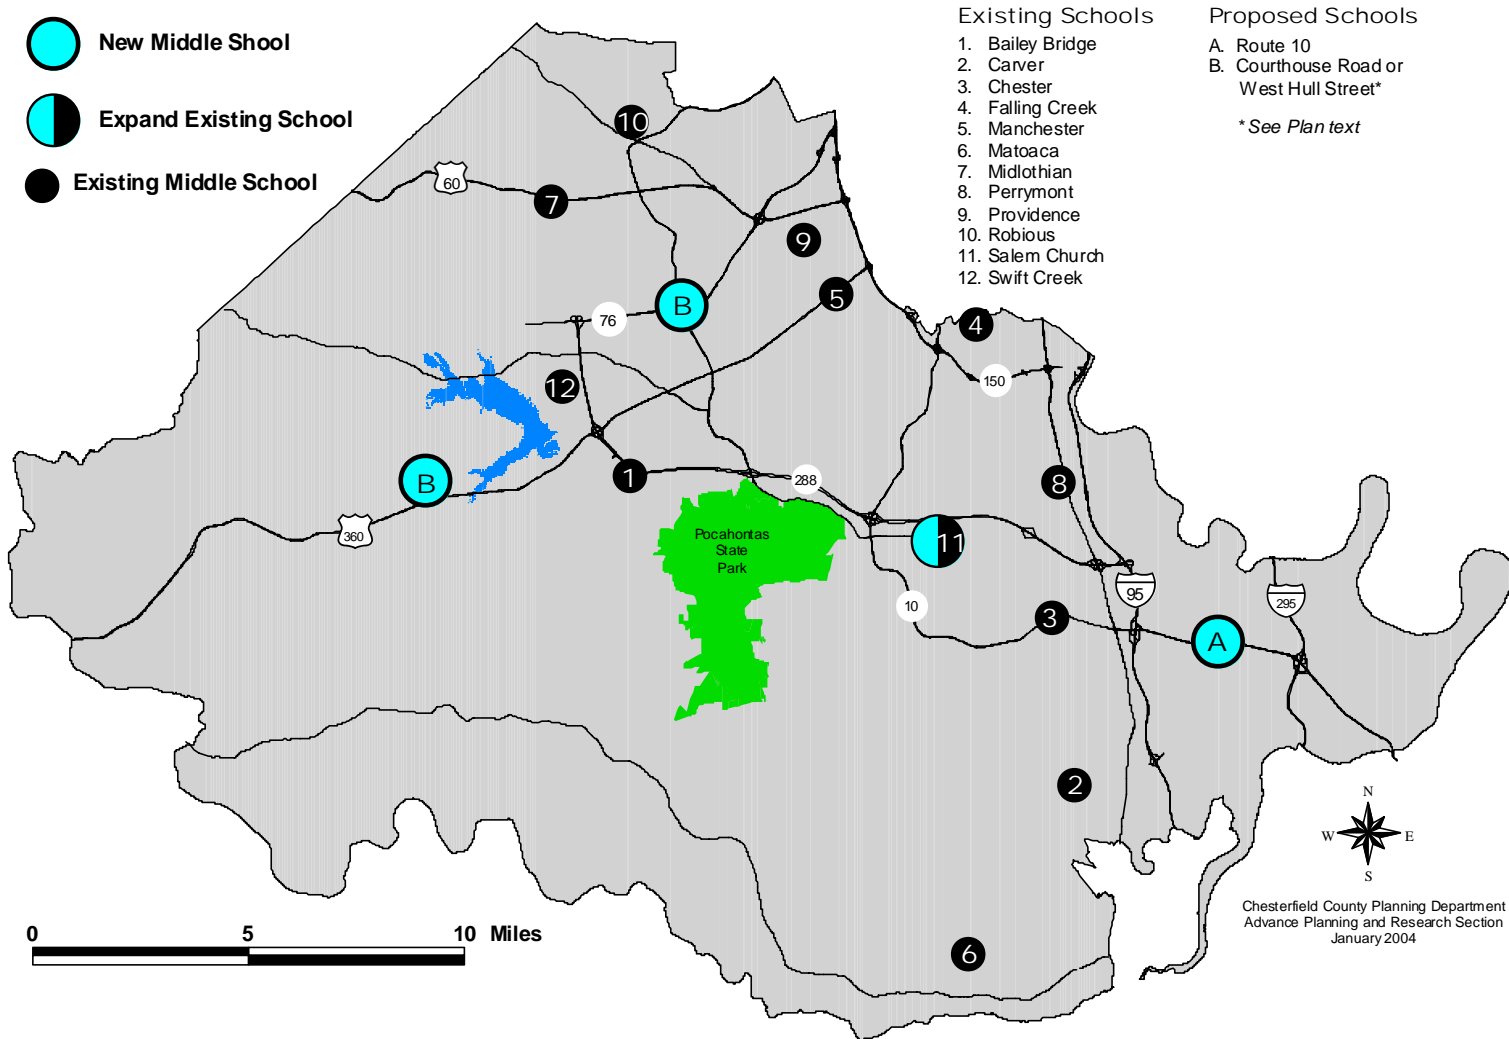 New Middle Shool
Expand Existing School
Existing Middle School
Existing Schools
1. Bailey Bridge
2. Carver
3. Chester
4. Falling Creek
5. Manchester
6. Matoaca
7. Midlothian
8. Perrymont
9. Providence
10. Robious
11. Salem Church
12. Swift Creek
Proposed Schools
A. Route 10
B. Courthouse Road or
West Hull Street*
* See Plan text
10
60
7
9
B
5
76
4
12
150
1
B
288
8
360
Pocahontas
State
Park
11
95
295
10
3
A
2
6
N
W
E
S
Chesterfield County Planning Department
Advance Planning and Research Section
January 2004
0 5 10 Miles